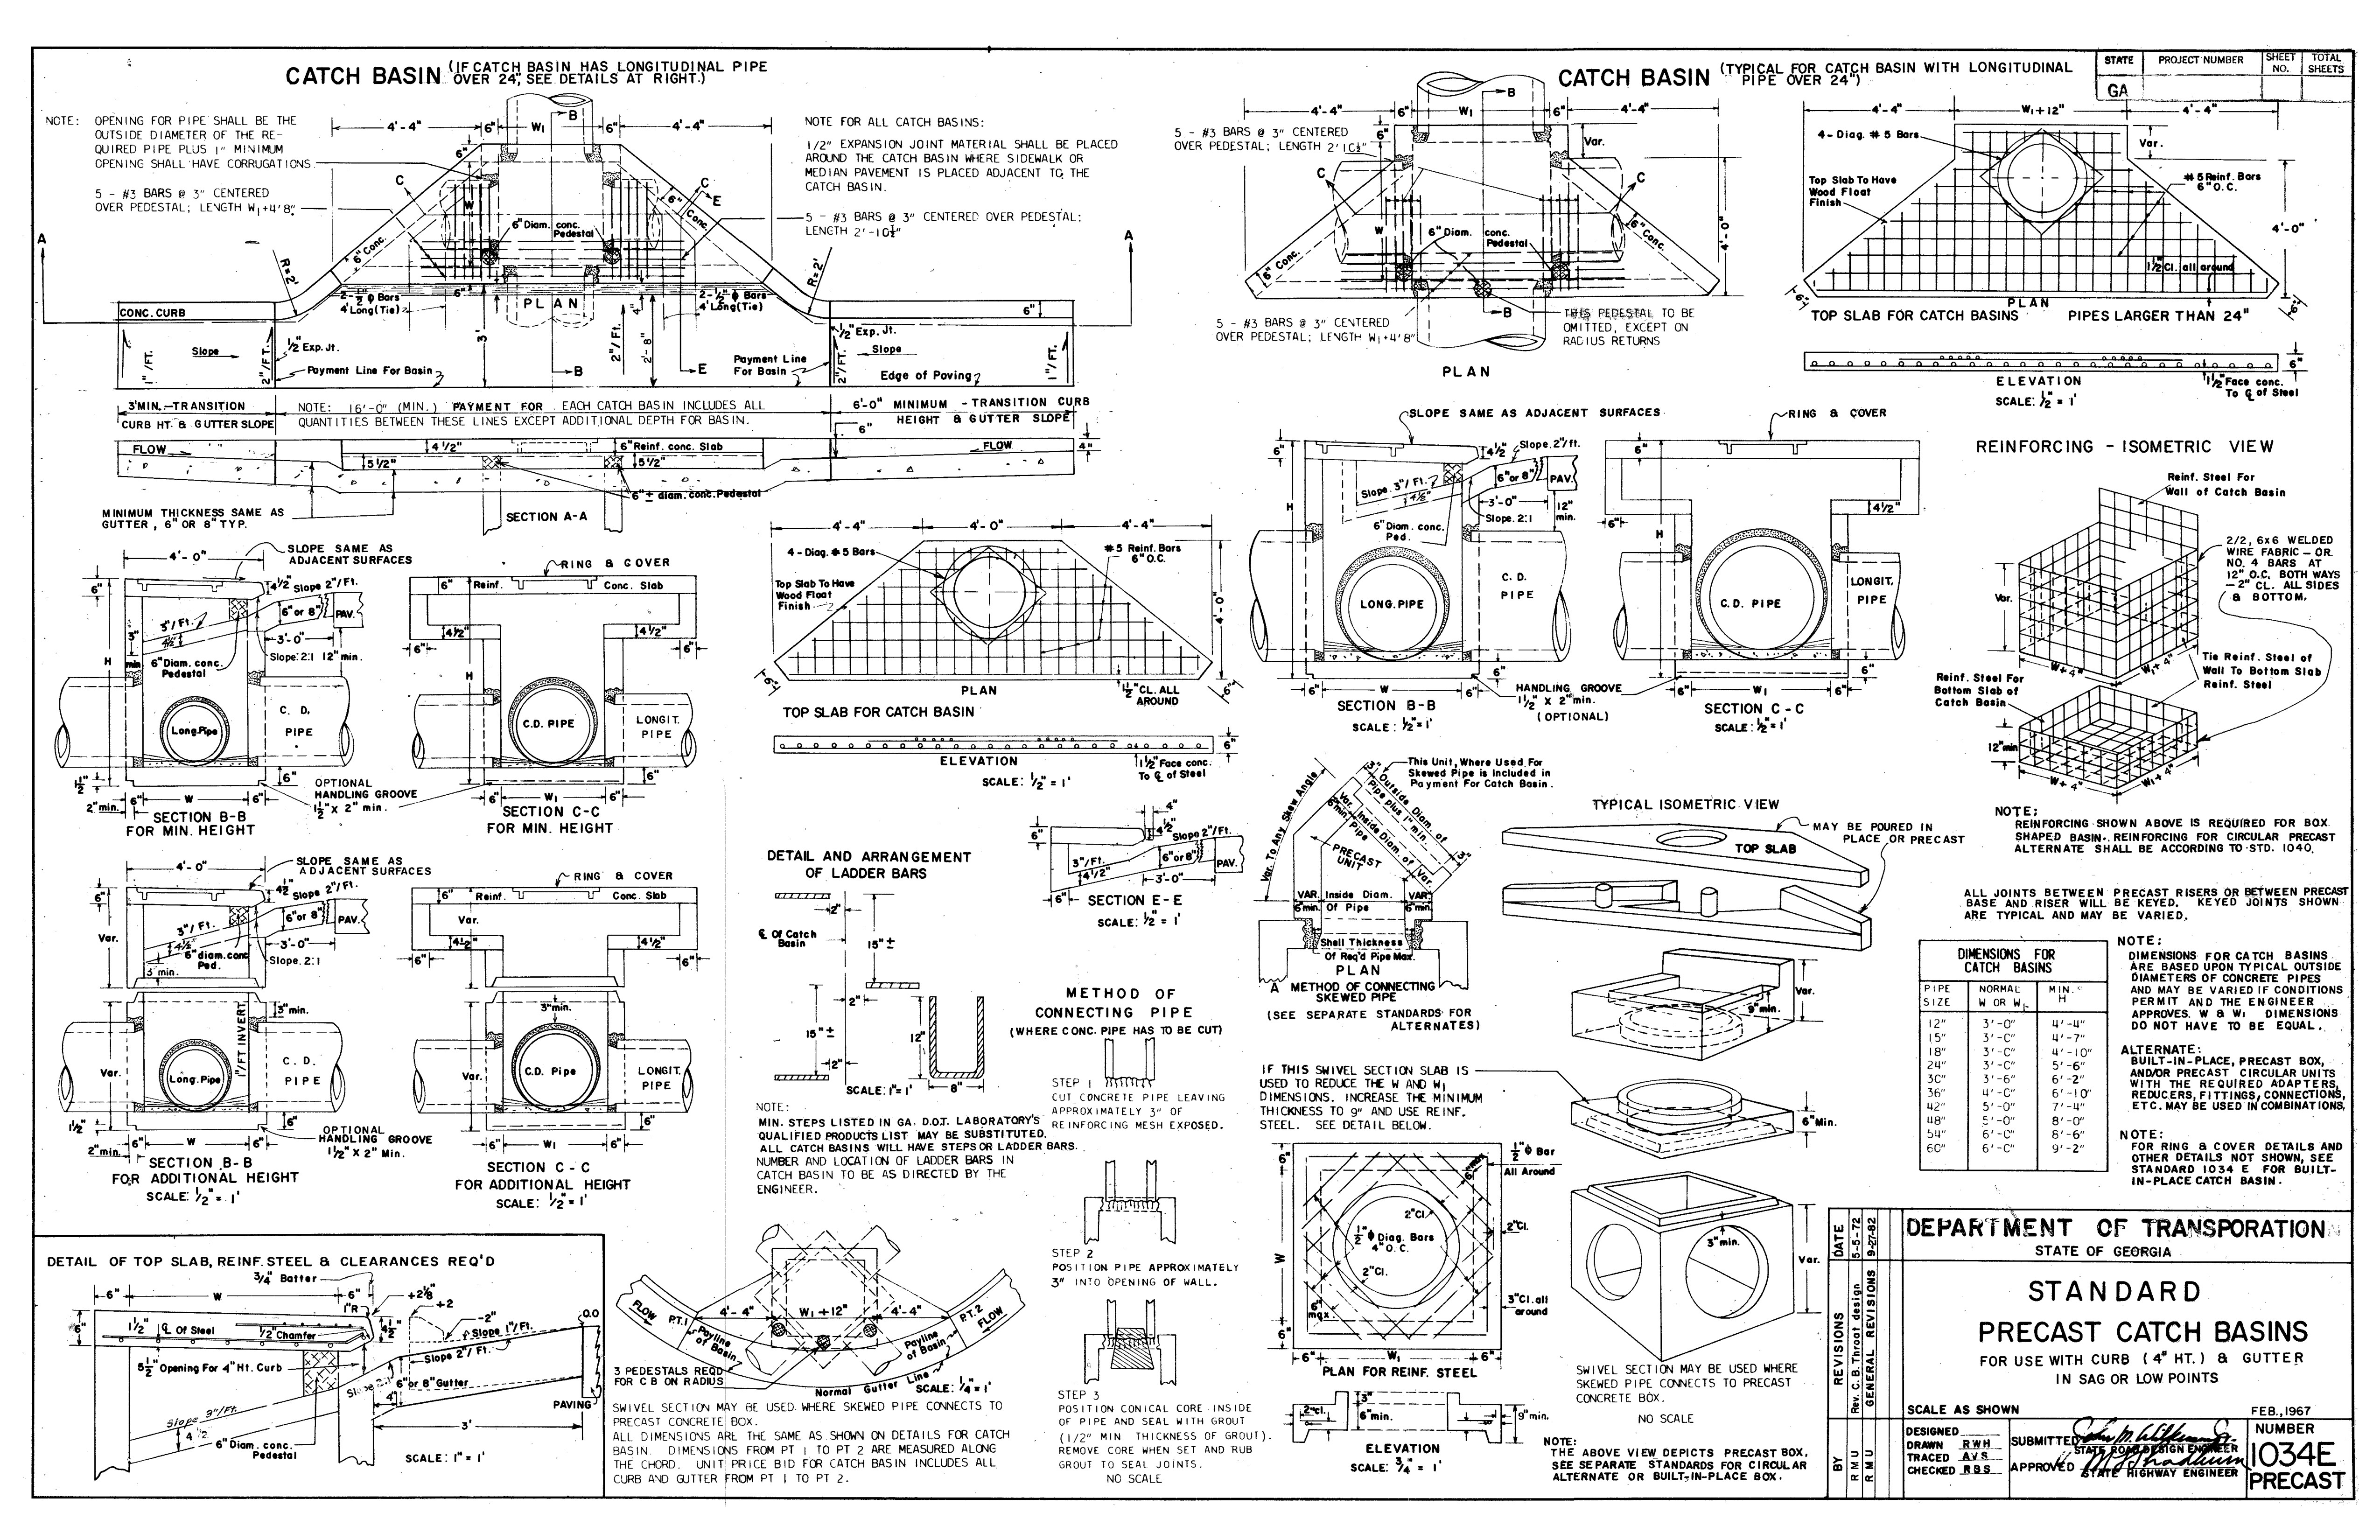 CATCH BASIN (IF CATCH BASIN HAS LONGITUDINAL PIPE
OVER 24", SEE DETAILS AT RIGHT.)
NOTE: OPENING FOR PIPE SHALL BE THE
OUTSIDE DIAMETER OF THE RE-
QUIRED PIPE PLUS 1" MINIMUM
OPENING SHALL HAVE CORRUGATIONS.
5 - #3 BARS @ 3" CENTERED
OVER PEDESTAL; LENGTH W1+4'8"
4'-4" 6" W1 6" 4'-4"
B
6"
C
C
E
W
6" Conc.
6" Conc.
6" Diam. conc.
Pedestal
NOTE FOR ALL CATCH BASINS:
1/2" EXPANSION JOINT MATERIAL SHALL BE PLACED
AROUND THE CATCH BASIN WHERE SIDEWALK OR
MEDIAN PAVEMENT IS PLACED ADJACENT TO THE
CATCH BASIN.
5 - #3 BARS @ 3" CENTERED OVER PEDESTAL;
LENGTH 2'-10½"
A
A
R=2'
R=2'
2-½" ϕ Bars
4' Long (Tie)
PLAN
2-½" ϕ Bars
4' Long (Tie)
CONC. CURB
6"
Slope
½" Exp. Jt.
½" Exp. Jt.
Slope
1"/FT.
2"/FT.
3'
2"/Ft.
2'-8"
4"
2"/FT.
1"/FT.
Payment Line For Basin
Payment Line
For Basin
B
E
Edge of Paving
3'MIN.-TRANSITION
CURB HT. & GUTTER SLOPE
NOTE: 16'-0" (MIN.) PAYMENT FOR EACH CATCH BASIN INCLUDES ALL
QUANTITIES BETWEEN THESE LINES EXCEPT ADDITIONAL DEPTH FOR BASIN.
6'-0" MINIMUM - TRANSITION CURB
HEIGHT & GUTTER SLOPE
6"
FLOW
4½"
6" Reinf. conc. Slab
FLOW
4"
5½"
5½"
6" ± diam. conc. Pedestal
MINIMUM THICKNESS SAME AS
GUTTER, 6" OR 8" TYP.
SECTION A-A
CATCH BASIN (TYPICAL FOR CATCH BASIN WITH LONGITUDINAL
PIPE OVER 24")
4'-4" 6" W1 6" 4'-4"
B
5 - #3 BARS @ 3" CENTERED
OVER PEDESTAL; LENGTH 2'10½"
6"
Var.
C
C
W
6" Diam. conc.
Pedestal
6" Conc.
6" Conc.
4'-0"
B
5 - #3 BARS @ 3" CENTERED
OVER PEDESTAL; LENGTH W1+4'8"
THIS PEDESTAL TO BE
OMITTED, EXCEPT ON
RADIUS RETURNS
PLAN
STATE PROJECT NUMBER SHEET NO. TOTAL SHEETS
GA
4'-4" W1+12" 4'-4"
4-Diag. #5 Bars
Var.
Top Slab To Have
Wood Float
Finish
#5 Reinf. Bars
6" O.C.
4'-0"
1½" Cl. all around
6"
6"
PLAN
TOP SLAB FOR CATCH BASINS PIPES LARGER THAN 24"
6"
ELEVATION
SCALE: ½" = 1'
1½" Face conc.
To ℄ of Steel
4'-0"
SLOPE SAME AS
ADJACENT SURFACES
6"
4½" Slope 2"/Ft.
6" or 8"
PAV.
3"/Ft.
4½"
3'-0"
3"
min
H
6" Diam. conc.
Pedestal
Slope: 2:1 12" min.
Long. Pipe
C. D.
PIPE
1½"
6"
2" min.
6" W 6"
SECTION B-B
FOR MIN. HEIGHT
OPTIONAL
HANDLING GROOVE
1½" X 2" min.
RING & COVER
6" Reinf. Conc. Slab
4½"
4½"
6"
6"
H
C.D. PIPE
LONGIT.
PIPE
6"
6" W1 6"
SECTION C-C
FOR MIN. HEIGHT
4'-4" 4'-0" 4'-4"
4-Diag. #5 Bars
#5 Reinf. Bars
6" O.C.
Top Slab To Have
Wood Float
Finish
4'-0"
6"
6"
PLAN
1½" CL. ALL
AROUND
TOP SLAB FOR CATCH BASIN
6"
ELEVATION
SCALE: ½" = 1'
1½" Face conc.
To ℄ of Steel
SLOPE SAME AS ADJACENT SURFACES
6"
4½" Slope 2"/ft.
6" or 8"
PAV.
Slope 3"/Ft.
4½"
3'-0"
H
6" Diam. conc.
Ped.
Slope: 2:1
12"
min.
LONG. PIPE
C. D.
PIPE
6"
6" W 6"
SECTION B-B
SCALE: ½" = 1'
HANDLING GROOVE
1½" X 2" min.
(OPTIONAL)
RING & COVER
6"
4½"
6"
H
C.D. PIPE
LONGIT.
PIPE
6"
6" W1 6"
SECTION C-C
SCALE: ½" = 1'
REINFORCING - ISOMETRIC VIEW
Reinf. Steel For
Wall of Catch Basin
2/2, 6x6 WELDED
WIRE FABRIC - OR
NO. 4 BARS AT
12" O.C. BOTH WAYS
-2" CL. ALL SIDES
& BOTTOM.
Var.
W+4"
W1+4"
Tie Reinf. Steel of
Wall To Bottom Slab
Reinf. Steel
Reinf. Steel For
Bottom Slab of
Catch Basin
12" min
W+4"
W1+4"
NOTE:
REINFORCING SHOWN ABOVE IS REQUIRED FOR BOX
SHAPED BASIN. REINFORCING FOR CIRCULAR PRECAST
ALTERNATE SHALL BE ACCORDING TO STD. 1040.
ALL JOINTS BETWEEN PRECAST RISERS OR BETWEEN PRECAST
BASE AND RISER WILL BE KEYED. KEYED JOINTS SHOWN
ARE TYPICAL AND MAY BE VARIED.
4'-0"
SLOPE SAME AS
ADJACENT SURFACES
6"
4½" Slope 2"/Ft.
6" or 8"
PAV.
3"/Ft.
4½"
3'-0"
Var.
6" diam. conc
Ped.
Slope: 2:1
3" min.
3" min.
1"/FT INVERT
Var.
Long. Pipe
C. D.
PIPE
1½"
6"
2" min.
6" W 6"
OPTIONAL
HANDLING GROOVE
1½" X 2" Min.
SECTION B-B
FOR ADDITIONAL HEIGHT
SCALE: ½" = 1'
RING & COVER
6" Reinf. Conc. Slab
Var.
4½"
4½"
6"
6"
3" min.
Var.
C.D. Pipe
LONGIT.
PIPE
6"
6" W1 6"
SECTION C-C
FOR ADDITIONAL HEIGHT
SCALE: ½" = 1'
DETAIL AND ARRANGEMENT
OF LADDER BARS
2"
℄ Of Catch
Basin
15" ±
2"
15" ±
12"
2"
8"
SCALE: 1" = 1'
NOTE:
MIN. STEPS LISTED IN GA. D.O.T. LABORATORY'S
QUALIFIED PRODUCTS LIST MAY BE SUBSTITUTED.
ALL CATCH BASINS WILL HAVE STEPS OR LADDER BARS.
NUMBER AND LOCATION OF LADDER BARS IN
CATCH BASIN TO BE AS DIRECTED BY THE
ENGINEER.
4"
6"
4½" Slope 2"/Ft.
3"/Ft.
6" or 8"
PAV.
4½"
3'-0"
6"
SECTION E-E
SCALE: ½" = 1'
METHOD OF
CONNECTING PIPE
(WHERE CONC. PIPE HAS TO BE CUT)
STEP 1
CUT CONCRETE PIPE LEAVING
APPROXIMATELY 3" OF
REINFORCING MESH EXPOSED.
STEP 2
POSITION PIPE APPROXIMATELY
3" INTO OPENING OF WALL.
STEP 3
POSITION CONICAL CORE INSIDE
OF PIPE AND SEAL WITH GROUT
(1/2" MIN THICKNESS OF GROUT).
REMOVE CORE WHEN SET AND RUB
GROUT TO SEAL JOINTS.
NO SCALE
This Unit, Where Used For
Skewed Pipe is Included in
Payment For Catch Basin.
Var. To Any Skew Angle
3" Outside Diam. of
Pipe plus 1" min.
Var.
6" min.
Inside Diam. of
Pipe
Var.
3"
PRECAST
UNIT
VAR. Inside Diam. VAR.
6" min. Of Pipe 6" min.
Shell Thickness
Of Req'd Pipe Max.
PLAN
A METHOD OF CONNECTING
SKEWED PIPE
(SEE SEPARATE STANDARDS FOR
ALTERNATES)
TYPICAL ISOMETRIC VIEW
TOP SLAB
MAY BE POURED IN
PLACE OR PRECAST
9" min.
Var.
IF THIS SWIVEL SECTION SLAB IS
USED TO REDUCE THE W AND W1
DIMENSIONS. INCREASE THE MINIMUM
THICKNESS TO 9" AND USE REINF.
STEEL. SEE DETAIL BELOW.
6" Min.
3" min.
Var.
SWIVEL SECTION MAY BE USED WHERE
SKEWED PIPE CONNECTS TO PRECAST
CONCRETE BOX.
NO SCALE
NOTE:
THE ABOVE VIEW DEPICTS PRECAST BOX,
SEE SEPARATE STANDARDS FOR CIRCULAR
ALTERNATE OR BUILT-IN-PLACE BOX.
6"
6" max
½" ϕ Bar
All Around
2" Cl.
2" Cl.
½" ϕ Diag. Bars
4" O.C.
W
2" Cl.
3" Cl. all
around
6"
max.
6"
6" W1 6"
PLAN FOR REINF. STEEL
3"
2" cl.
6" min.
9" min.
ELEVATION
SCALE: ¾" = 1'
DIMENSIONS FOR
CATCH BASINS
PIPE SIZE NORMAL W OR W1 MIN. H
12" 3'-0" 4'-4"
15" 3'-0" 4'-7"
18" 3'-0" 4'-10"
24" 3'-0" 5'-6"
30" 3'-6" 6'-2"
36" 4'-0" 6'-10"
42" 5'-0" 7'-4"
48" 5'-0" 8'-0"
54" 6'-0" 8'-6"
60" 6'-0" 9'-2"
NOTE:
DIMENSIONS FOR CATCH BASINS
ARE BASED UPON TYPICAL OUTSIDE
DIAMETERS OF CONCRETE PIPES
AND MAY BE VARIED IF CONDITIONS
PERMIT AND THE ENGINEER
APPROVES. W & W1 DIMENSIONS
DO NOT HAVE TO BE EQUAL.
ALTERNATE:
BUILT-IN-PLACE, PRECAST BOX,
AND/OR PRECAST CIRCULAR UNITS
WITH THE REQUIRED ADAPTERS,
REDUCERS, FITTINGS, CONNECTIONS,
ETC. MAY BE USED IN COMBINATIONS.
NOTE:
FOR RING & COVER DETAILS AND
OTHER DETAILS NOT SHOWN, SEE
STANDARD 1034 E FOR BUILT-
IN-PLACE CATCH BASIN.
DETAIL OF TOP SLAB, REINF. STEEL & CLEARANCES REQ'D
¾" Batter
6" W 6"
+2⅞
1"R
+2
-2"
0.0
6"
1½" ℄ Of Steel
½" Chamfer
4½"
Slope 1"/Ft.
Slope 2"/Ft.
5½" Opening For 4" Ht. Curb
Slope 2:1
6" or 8" Gutter
4"
PAVING
Slope 3"/Ft.
4½
3'
6" Diam. conc.
Pedestal
SCALE: 1" = 1'
FLOW
P.T.1
4'-4" W1+12" 4'-4"
P.T.2
FLOW
Payline
of Basin
Payline
of Basin
3 PEDESTALS REQD
FOR C B ON RADIUS
Normal Gutter Line
SCALE: ¼" = 1'
SWIVEL SECTION MAY BE USED WHERE SKEWED PIPE CONNECTS TO
PRECAST CONCRETE BOX.
ALL DIMENSIONS ARE THE SAME AS SHOWN ON DETAILS FOR CATCH
BASIN. DIMENSIONS FROM PT 1 TO PT 2 ARE MEASURED ALONG
THE CHORD. UNIT PRICE BID FOR CATCH BASIN INCLUDES ALL
CURB AND GUTTER FROM PT 1 TO PT 2.
DATE 5-5-72 9-27-82
REVISIONS Rev. C. B. Throat design GENERAL REVISIONS
BY RMU RMU
DEPARTMENT OF TRANSPORATION
STATE OF GEORGIA
STANDARD
PRECAST CATCH BASINS
FOR USE WITH CURB (4" HT.) & GUTTER
IN SAG OR LOW POINTS
SCALE AS SHOWN FEB., 1967
DESIGNED
DRAWN RWH
TRACED AVS
CHECKED RBS
SUBMITTED
STATE ROAD DESIGN ENGINEER
APPROVED
STATE HIGHWAY ENGINEER
NUMBER
1034E
PRECAST